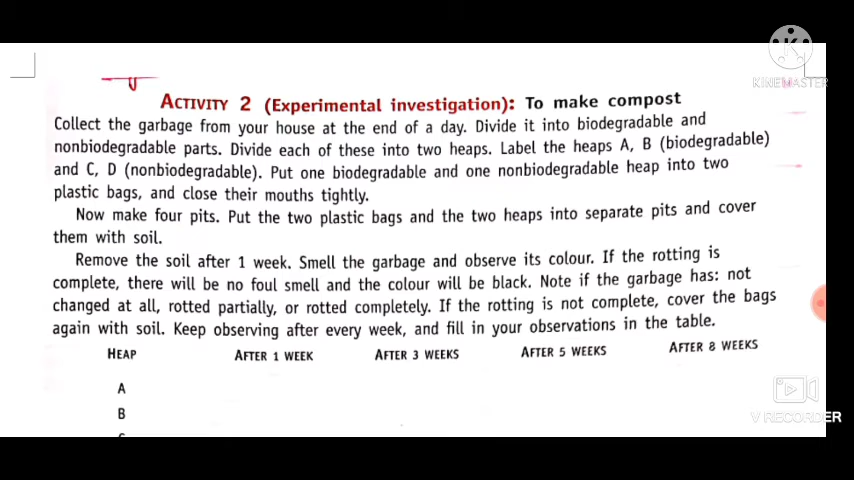 KINEMASTER
ACTIVITY 2 (Experimental investigation): To make compost
Collect the garbage from your house at the end of a day. Divide it into biodegradable and
nonbiodegradable parts. Divide each of these into two heaps. Label the heaps A, B (biodegradable)
and C, D (nonbiodegradable). Put one biodegradable and one nonbiodegradable heap into two
plastic bags, and close their mouths tightly.
Now make four pits. Put the two plastic bags and the two heaps into separate pits and cover
them with soil.
Remove the soil after 1 week. Smell the garbage and observe its colour. If the rotting is
complete, there will be no foul smell and the colour will be black. Note if the garbage has: not
changed at all, rotted partially, or rotted completely. If the rotting is not complete, cover the bags
again with soil. Keep observing after every week, and fill in your observations in the table.
HEAP AFTER 1 WEEK AFTER 3 WEEKS AFTER 5 WEEKS AFTER 8 WEEKS
A
B
V RECORDER